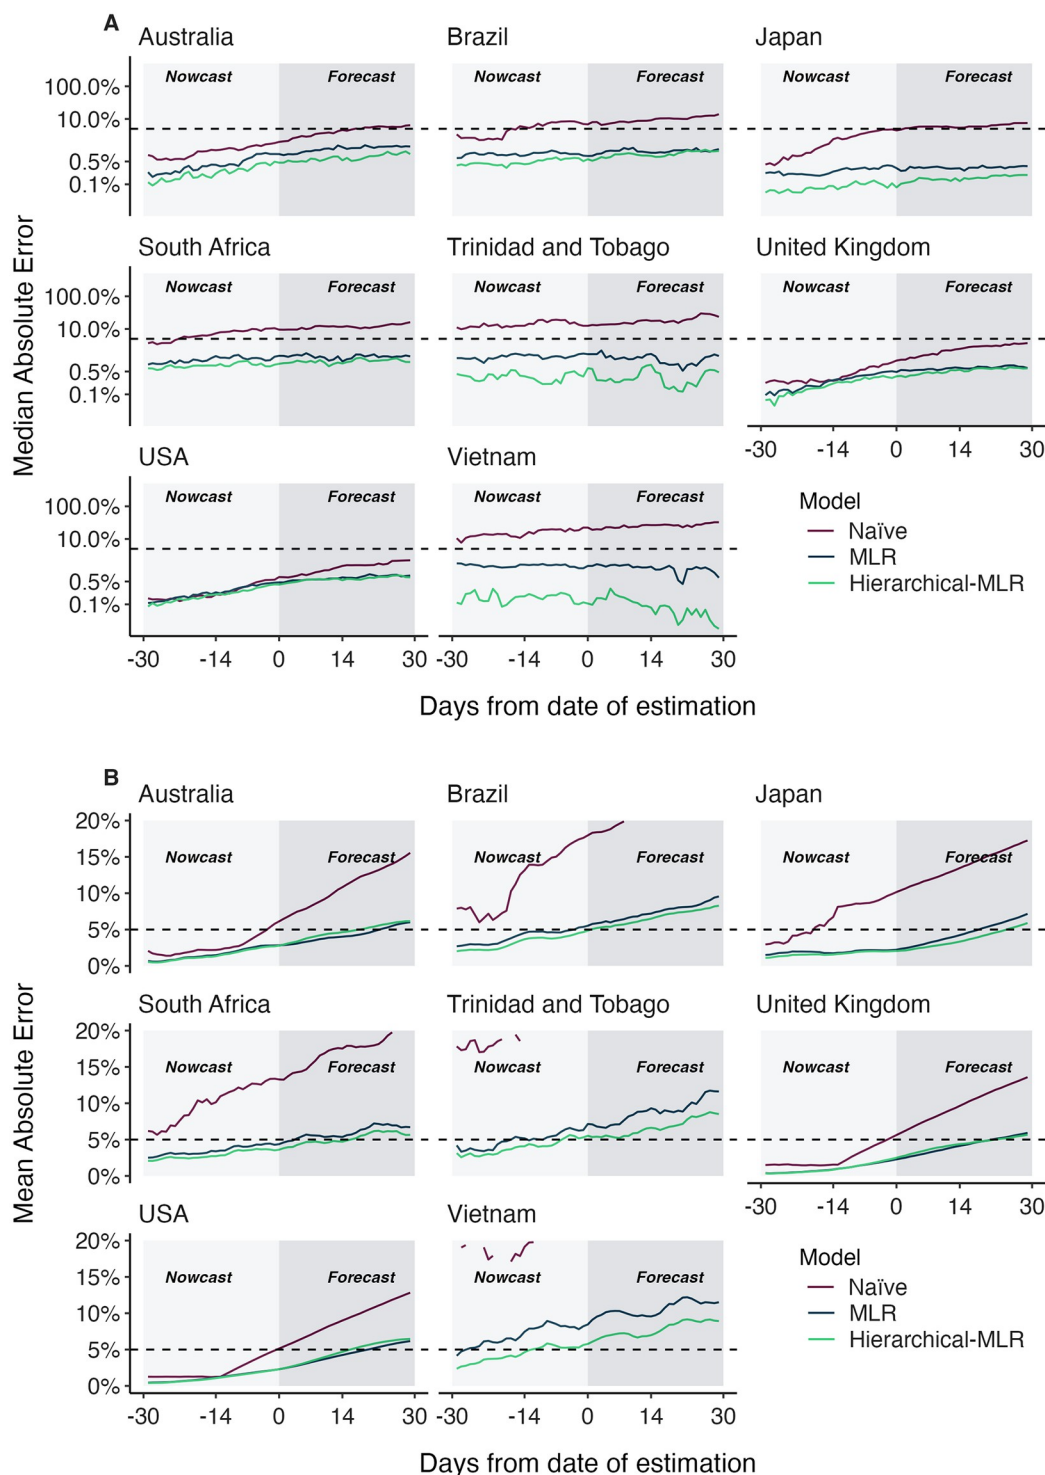 A
Australia Brazil Japan
Nowcast Forecast Nowcast Forecast Nowcast Forecast
100.0%
10.0%
0.5%
0.1%
South Africa Trinidad and Tobago United Kingdom
Nowcast Forecast Nowcast Forecast Nowcast Forecast
100.0%
10.0%
0.5%
0.1%
-30 -14 0 14 30
USA Vietnam
Nowcast Forecast Nowcast Forecast
100.0%
10.0%
0.5%
0.1%
-30 -14 0 14 30 -30 -14 0 14 30
Median Absolute Error
Model
Naïve
MLR
Hierarchical-MLR
Days from date of estimation
B
Australia Brazil Japan
20%
15%
Nowcast Forecast Nowcast Forecast Nowcast Forecast
10%
5%
0%
South Africa Trinidad and Tobago United Kingdom
20%
15%
Nowcast Forecast Nowcast Forecast Nowcast Forecast
10%
5%
0%
-30 -14 0 14 30
USA Vietnam
20%
15%
Nowcast Forecast Nowcast Forecast
10%
5%
0%
-30 -14 0 14 30 -30 -14 0 14 30
Mean Absolute Error
Model
Naïve
MLR
Hierarchical-MLR
Days from date of estimation